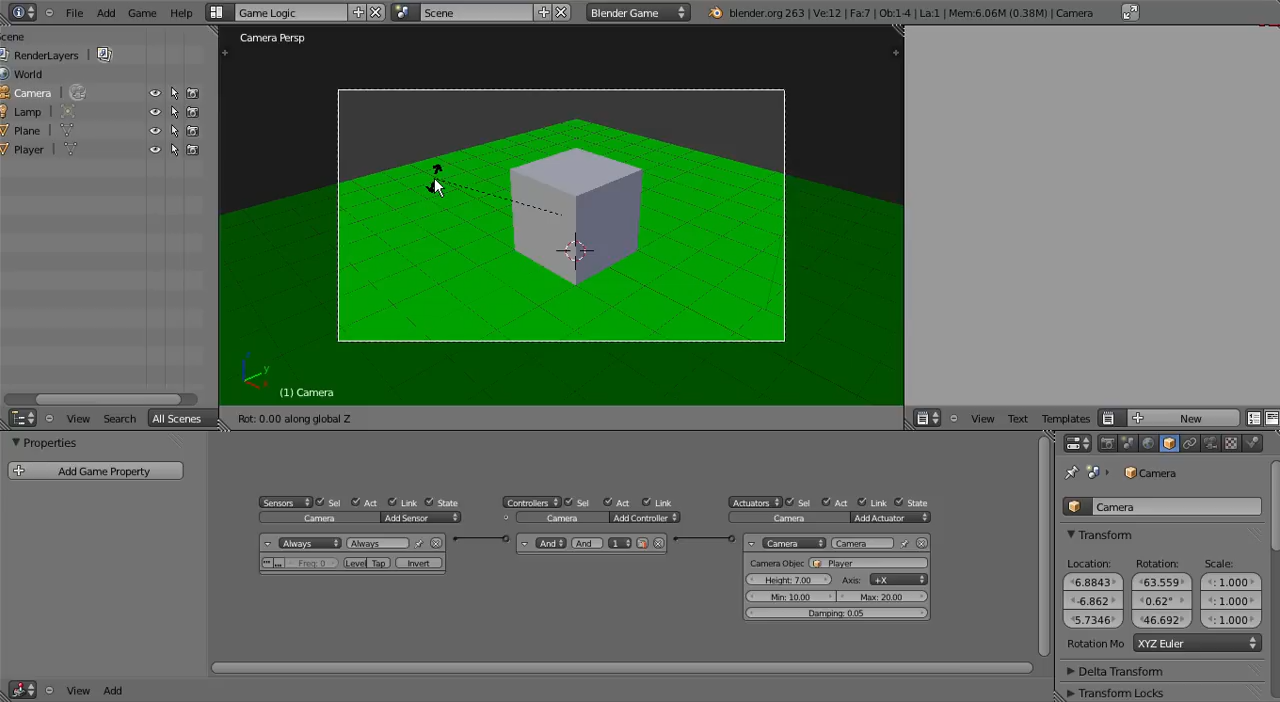 File Add Game Help Game Logic Scene Blender Game blender.org 263 | Ve:12 | Fa:7 | Ob:1-4 | La:1 | Mem:6.06M (0.38M) | Camera
Scene
RenderLayers
World
Camera
Lamp
Plane
Player
View Search All Scenes
Camera Persp
z
y
x
(1) Camera
Rot: 0.00 along global Z
View Text Templates New
Properties
Add Game Property
Sensors Sel Act Link State
Camera Add Sensor
Always Always
Freq: 0 Level Tap Invert
Controllers Sel Act Link
Camera Add Controller
And And 1
Actuators Sel Act Link State
Camera Add Actuator
Camera Camera
Camera Objec Player
Height: 7.00 Axis: +X
Min: 10.00 Max: 20.00
Damping: 0.05
View Add
Camera
Camera
Transform
Location: Rotation: Scale:
6.8843 63.559 : 1.000
-6.862 0.62° : 1.000
5.7346 46.692 : 1.000
Rotation Mo XYZ Euler
Delta Transform
Transform Locks